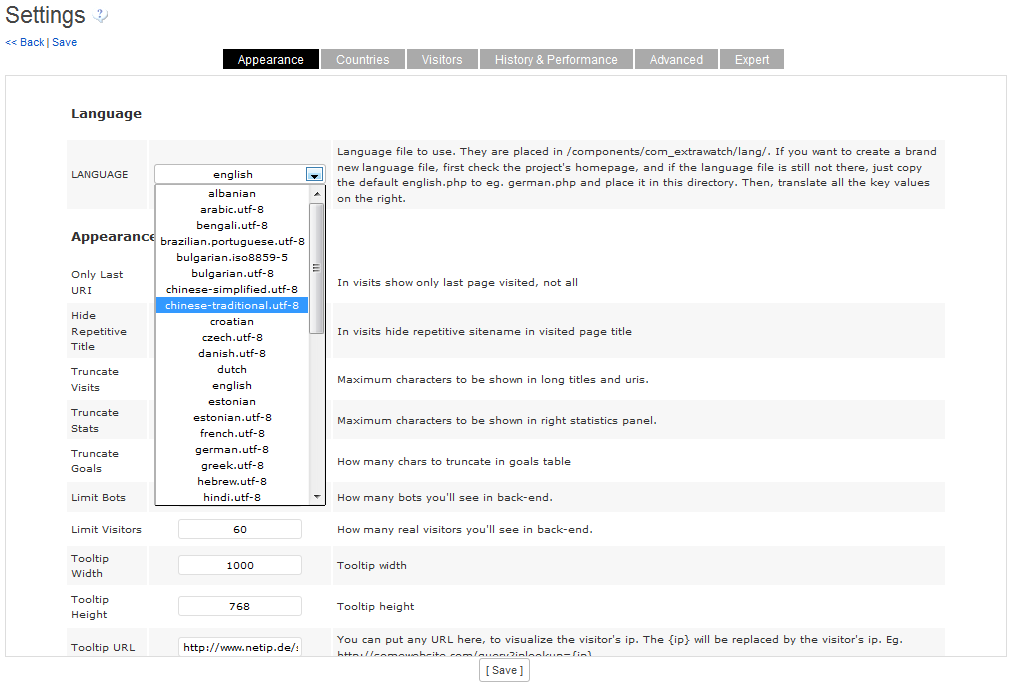 Settings
<< Back | Save
Appearance
Countries
Visitors
History & Performance
Advanced
Expert
Language
LANGUAGE
english
Language file to use. They are placed in /components/com_extrawatch/lang/. If you want to create a brand
new language file, first check the project's homepage, and if the language file is still not there, just copy
the default english.php to eg. german.php and place it in this directory. Then, translate all the key values
on the right.
albanian
arabic.utf-8
bengali.utf-8
brazilian.portuguese.utf-8
bulgarian.iso8859-5
bulgarian.utf-8
chinese-simplified.utf-8
chinese-traditional.utf-8
croatian
czech.utf-8
danish.utf-8
dutch
english
estonian
estonian.utf-8
french.utf-8
german.utf-8
greek.utf-8
hebrew.utf-8
hindi.utf-8
Appearance
Only Last
URI
In visits show only last page visited, not all
Hide
Repetitive
Title
In visits hide repetitive sitename in visited page title
Truncate
Visits
Maximum characters to be shown in long titles and uris.
Truncate
Stats
Maximum characters to be shown in right statistics panel.
Truncate
Goals
How many chars to truncate in goals table
Limit Bots
How many bots you'll see in back-end.
Limit Visitors
60
How many real visitors you'll see in back-end.
Tooltip
Width
1000
Tooltip width
Tooltip
Height
768
Tooltip height
Tooltip URL
http://www.netip.de/s
You can put any URL here, to visualize the visitor's ip. The {ip} will be replaced by the visitor's ip. Eg.
http://somewebsite.com/query?iplookup={ip}
[ Save ]